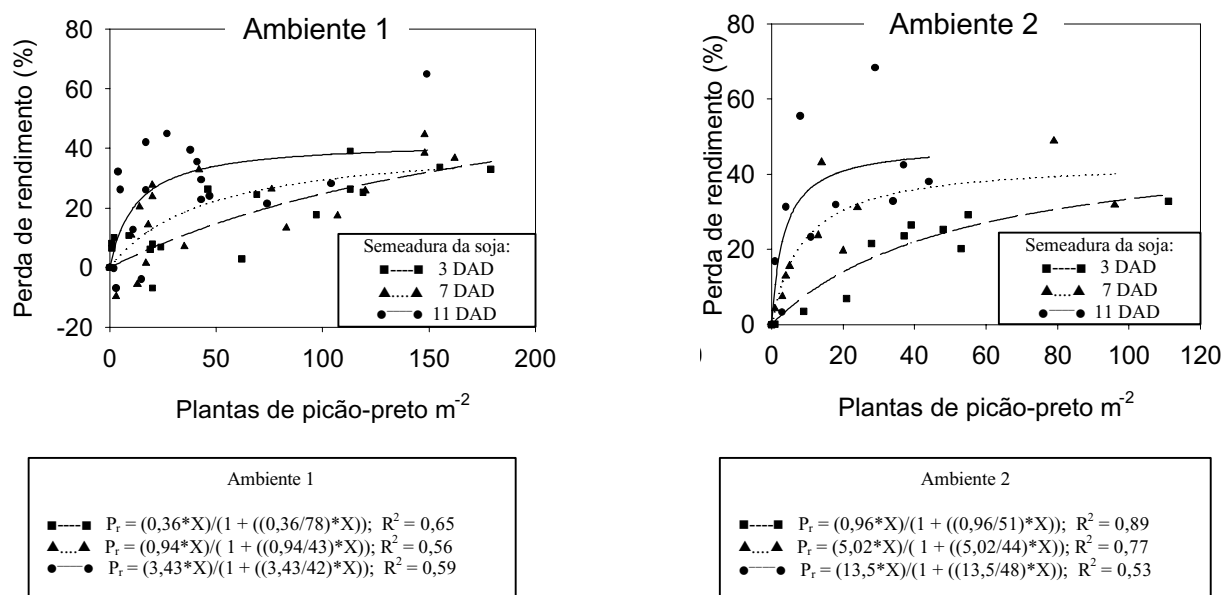 Ambiente 1
Perda de rendimento (%)
80
60
40
20
0
-20
Semeadura da soja:
3 DAD
7 DAD
11 DAD
0 50 100 150 200
Plantas de picão-preto m-2
Ambiente 2
Perda de rendimento (%)
80
60
40
20
0
Semeadura da soja:
3 DAD
7 DAD
11 DAD
0 20 40 60 80 100 120
Plantas de picão-preto m-2
Ambiente 1
Pr = (0,36*X)/(1 + ((0,36/78)*X)); R2 = 0,65
Pr = (0,94*X)/( 1 + ((0,94/43)*X)); R2 = 0,56
Pr = (3,43*X)/(1 + ((3,43/42)*X)); R2 = 0,59
Ambiente 2
Pr = (0,96*X)/(1 + ((0,96/51)*X)); R2 = 0,89
Pr = (5,02*X)/( 1 + ((5,02/44)*X)); R2 = 0,77
Pr = (13,5*X)/(1 + ((13,5/48)*X)); R2 = 0,53